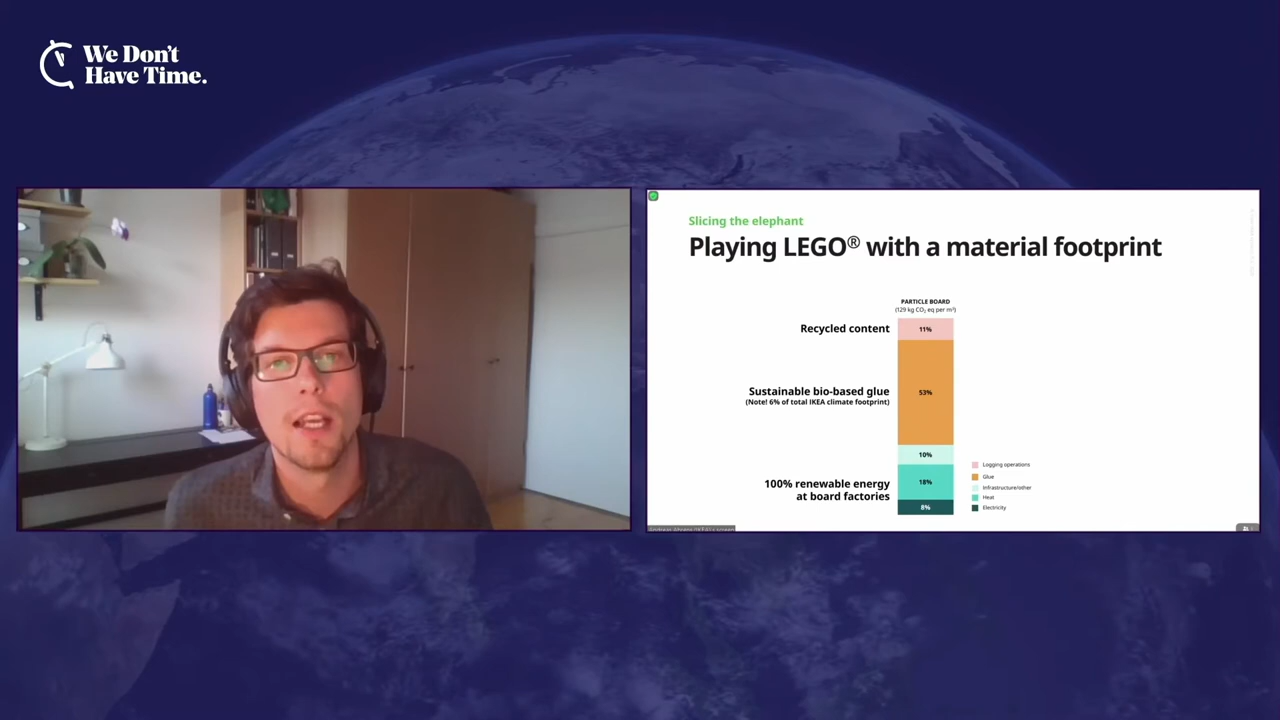 We Don't
Have Time.
Slicing the elephant
Playing LEGO® with a material footprint
PARTICLE BOARD
(129 kg CO₂ eq per m³)
Recycled content
11%
Sustainable bio-based glue
(Note! 6% of total IKEA climate footprint)
53%
10%
100% renewable energy
at board factories
18%
8%
Logging operations
Glue
Infrastructure/other
Heat
Electricity